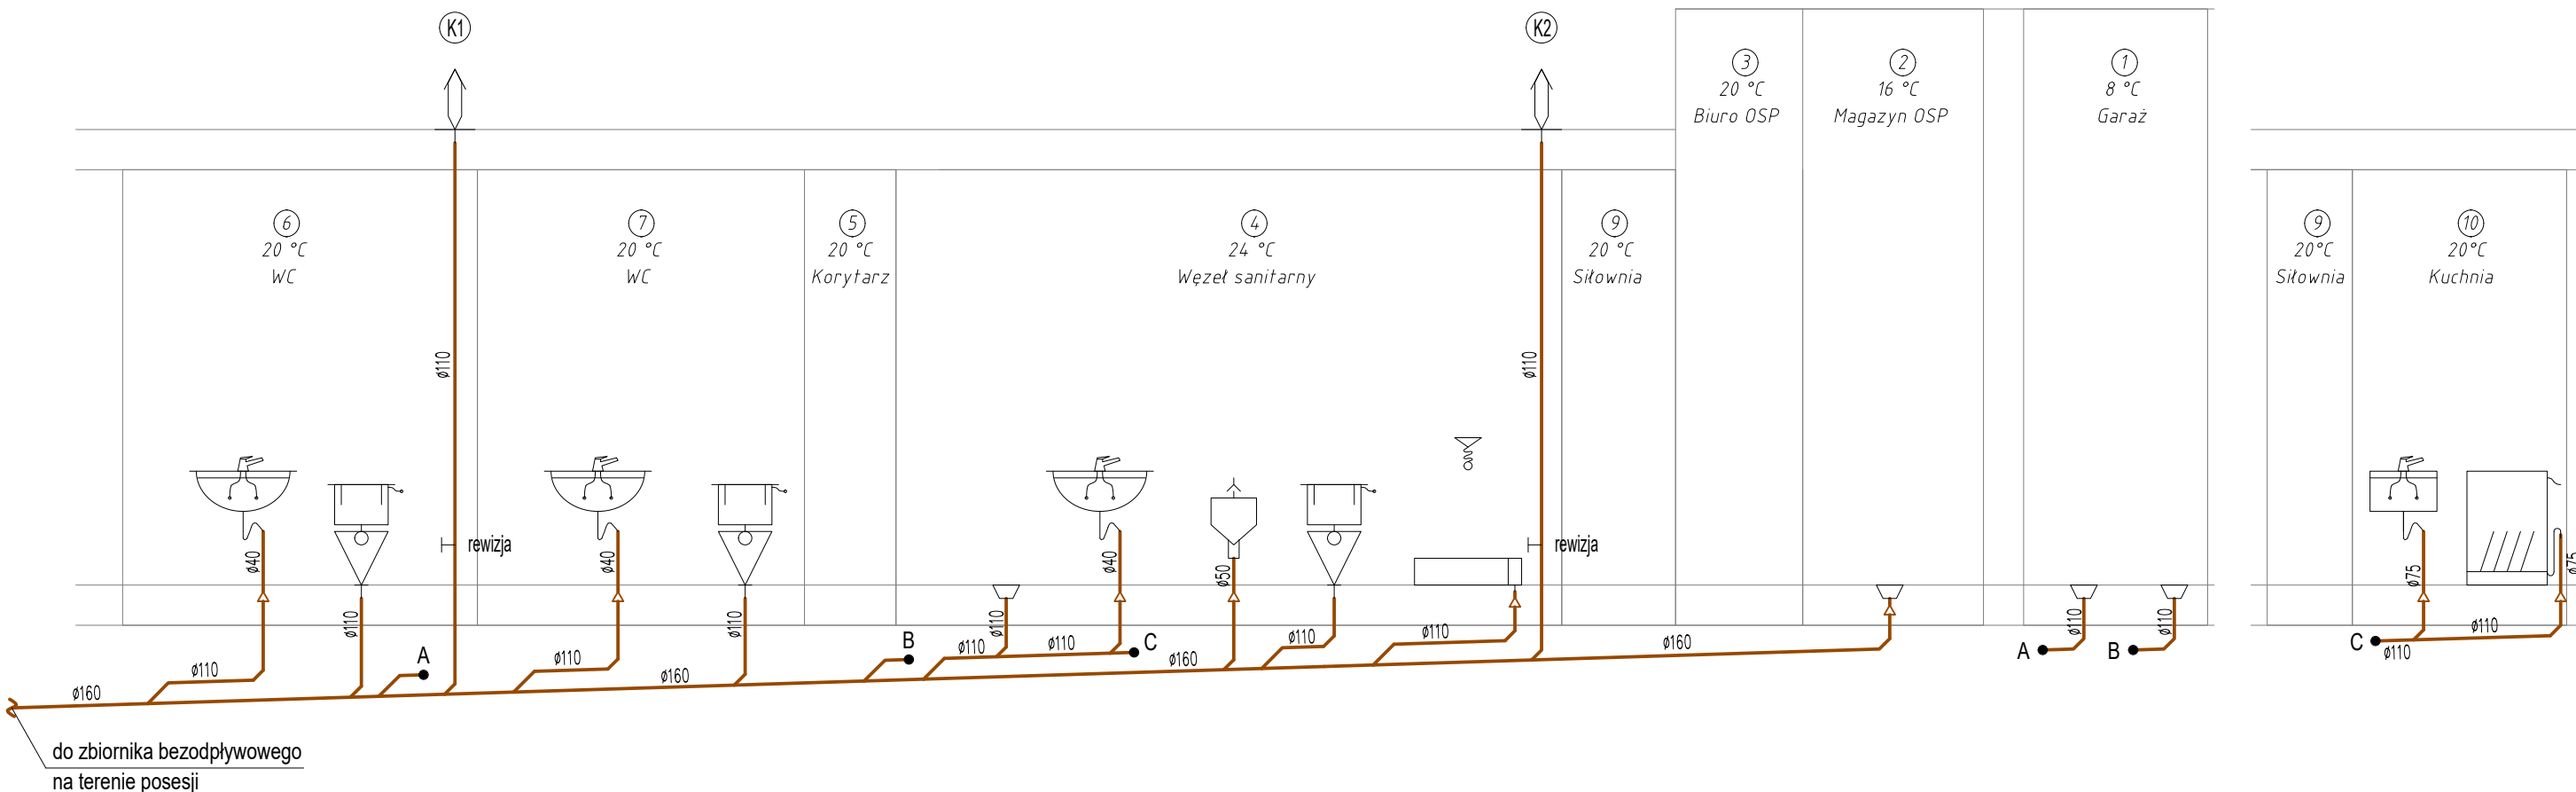 K1
K2
3
20 °C
Biuro OSP
2
16 °C
Magazyn OSP
1
8 °C
Garaż
6
20 °C
WC
7
20 °C
WC
5
20 °C
Korytarz
4
24 °C
Węzeł sanitarny
9
20 °C
Siłownia
9
20°C
Siłownia
10
20°C
Kuchnia
ø110
ø110
rewizja
rewizja
ø40
ø40
ø40
ø50
ø75
ø75
ø110
ø110
ø110
ø110
ø110
ø110
ø110
ø110
ø110
ø110
ø110
ø110
ø110
A
B
C
A
B
C
ø160
ø160
ø160
ø160
do zbiornika bezodpływowego
na terenie posesji